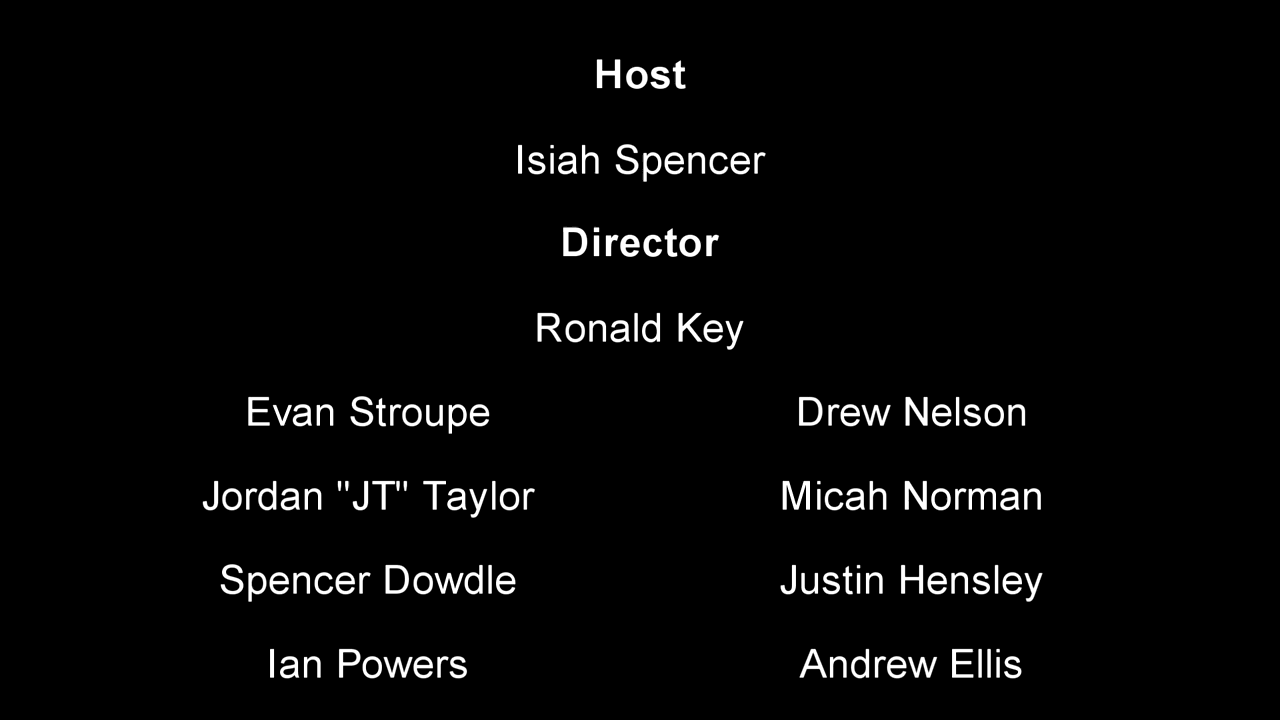 Host
Isiah Spencer
Director
Ronald Key
Evan Stroupe Drew Nelson
Jordan "JT" Taylor Micah Norman
Spencer Dowdle Justin Hensley
Ian Powers Andrew Ellis